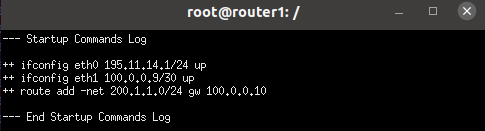 root@router1: /
--- Startup Commands Log
++ ifconfig eth0 195.11.14.1/24 up
++ ifconfig eth1 100.0.0.9/30 up
++ route add -net 200.1.1.0/24 gw 100.0.0.10
--- End Startup Commands Log